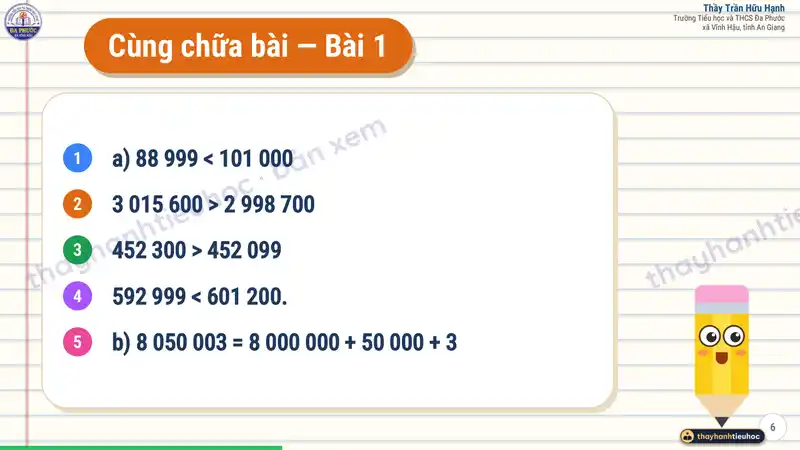 Thầy Trần Hữu Hạnh
Trường Tiểu học và THCS Đa Phước
xã Vĩnh Hậu, tỉnh An Giang
ĐA PHƯỚC
Cùng chữa bài – Bài 1
1 a) 88 999 < 101 000
2 3 015 600 > 2 998 700
3 452 300 > 452 099
4 592 999 < 601 200.
5 b) 8 050 003 = 8 000 000 + 50 000 + 3
thayhanhtieuhoc · bản xem
thayhanhtieuhoc
6